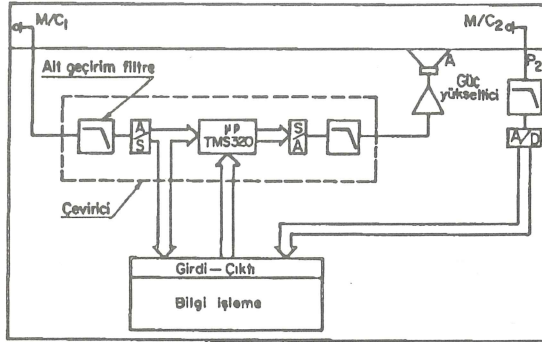 M/C₁
M/C₂
Alt geçirim filtre
A
Güç
yükseltici
P₂
A
S
μp
TMS320
S
A
A/D
Çevirici
Girdi–Çıktı
Bilgi işleme